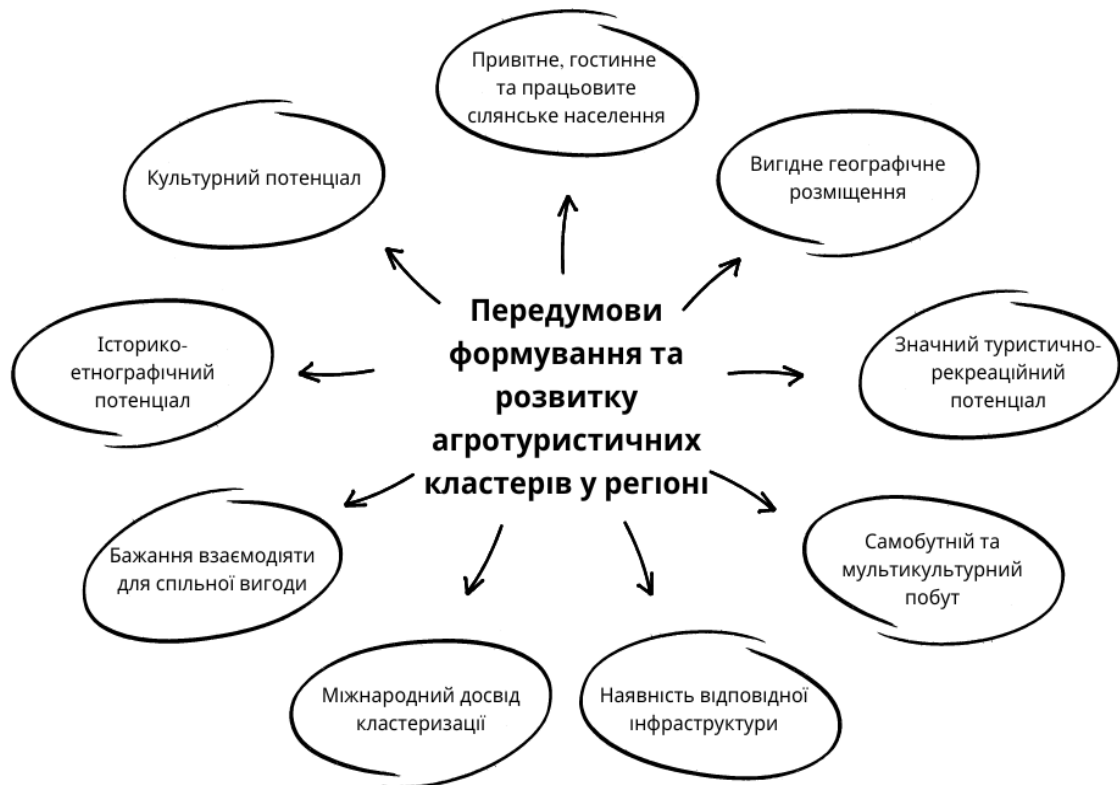 Привітне, гостинне
та працьовите
сілянське населення
Вигідне географічне
розміщення
Значний туристично-
рекреаційний
потенціал
Самобутній та
мультикультурний
побут
Наявність відповідної
інфраструктури
Міжнародний досвід
кластеризації
Бажання взаємодіяти
для спільної вигоди
Історико-
етнографічний
потенціал
Культурний потенціал
Передумови
формування та
розвитку
агротуристичних
кластерів у регіоні